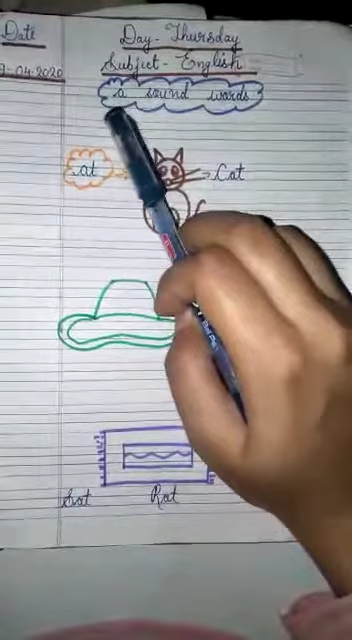 Date
Day - Thursday
Subject - English
-04-2020
a sound words
at
Cat
Rat